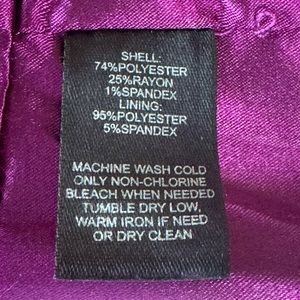 SHELL:
74%POLYESTER
25%RAYON
1%SPANDEX
LINING:
95%POLYESTER
5%SPANDEX
MACHINE WASH COLD
ONLY NON-CHLORINE
BLEACH WHEN NEEDED
TUMBLE DRY LOW,
WARM IRON IF NEED
OR DRY CLEAN